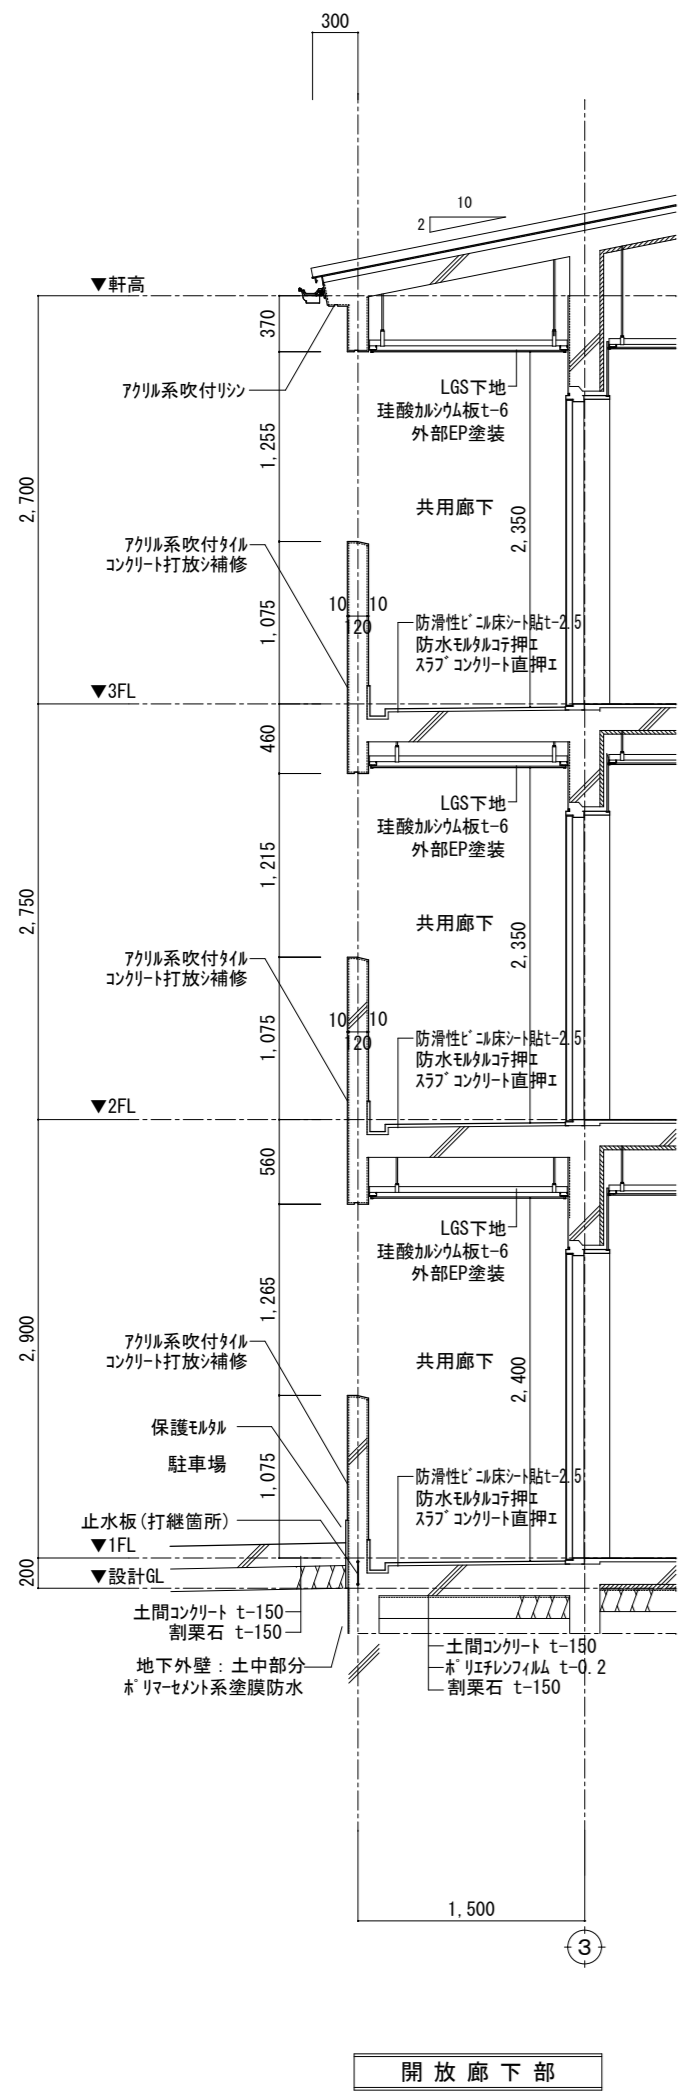 300
10
2
▼軒高
370
アクリル系吹付リシン
LGS下地
珪酸カルシウム板t-6
外部EP塗装
1,255
2,700
共用廊下
2,350
アクリル系吹付タイル
コンクリート打放シ補修
10
10
120
1,075
防滑性ビニル床シート貼t-2.5
防水モルタルコテ押エ
スラブコンクリート直押エ
▼3FL
460
LGS下地
珪酸カルシウム板t-6
外部EP塗装
1,215
2,750
共用廊下
2,350
アクリル系吹付タイル
コンクリート打放シ補修
10
10
120
1,075
防滑性ビニル床シート貼t-2.5
防水モルタルコテ押エ
スラブコンクリート直押エ
▼2FL
560
LGS下地
珪酸カルシウム板t-6
外部EP塗装
1,265
2,900
アクリル系吹付タイル
コンクリート打放シ補修
共用廊下
2,400
保護モルタル
駐車場
1,075
防滑性ビニル床シート貼t-2.5
防水モルタルコテ押エ
スラブコンクリート直押エ
止水板(打継箇所)
▼1FL
200
▼設計GL
土間コンクリート t-150
割栗石 t-150
地下外壁：土中部分
ポリマーセメント系塗膜防水
土間コンクリート t-150
ポリエチレンフィルム t-0.2
割栗石 t-150
1,500
3
開放廊下部